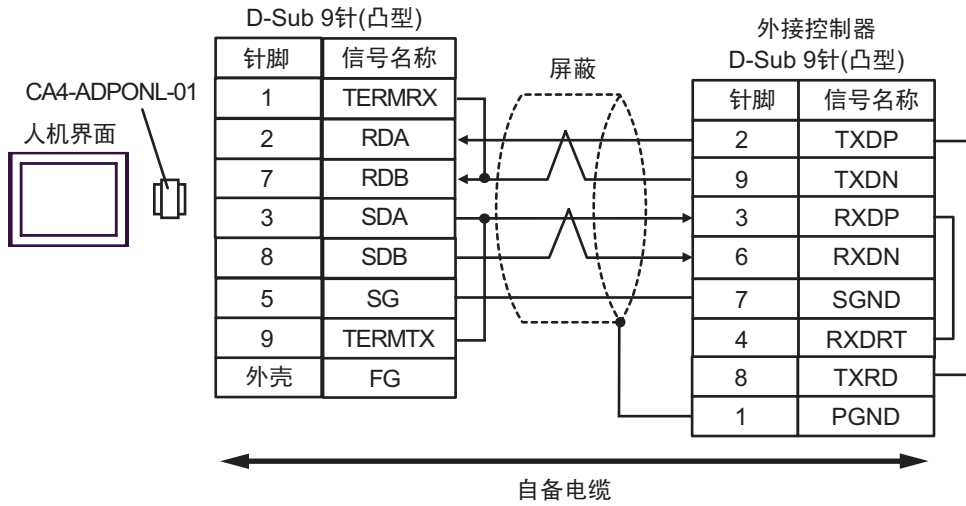 D-Sub 9针(凸型)
针脚 信号名称
1 TERMRX
2 RDA
7 RDB
3 SDA
8 SDB
5 SG
9 TERMTX
外壳 FG
CA4-ADPONL-01
人机界面
屏蔽
外接控制器
D-Sub 9针(凸型)
针脚 信号名称
2 TXDP
9 TXDN
3 RXDP
6 RXDN
7 SGND
4 RXDRT
8 TXRD
1 PGND
自备电缆